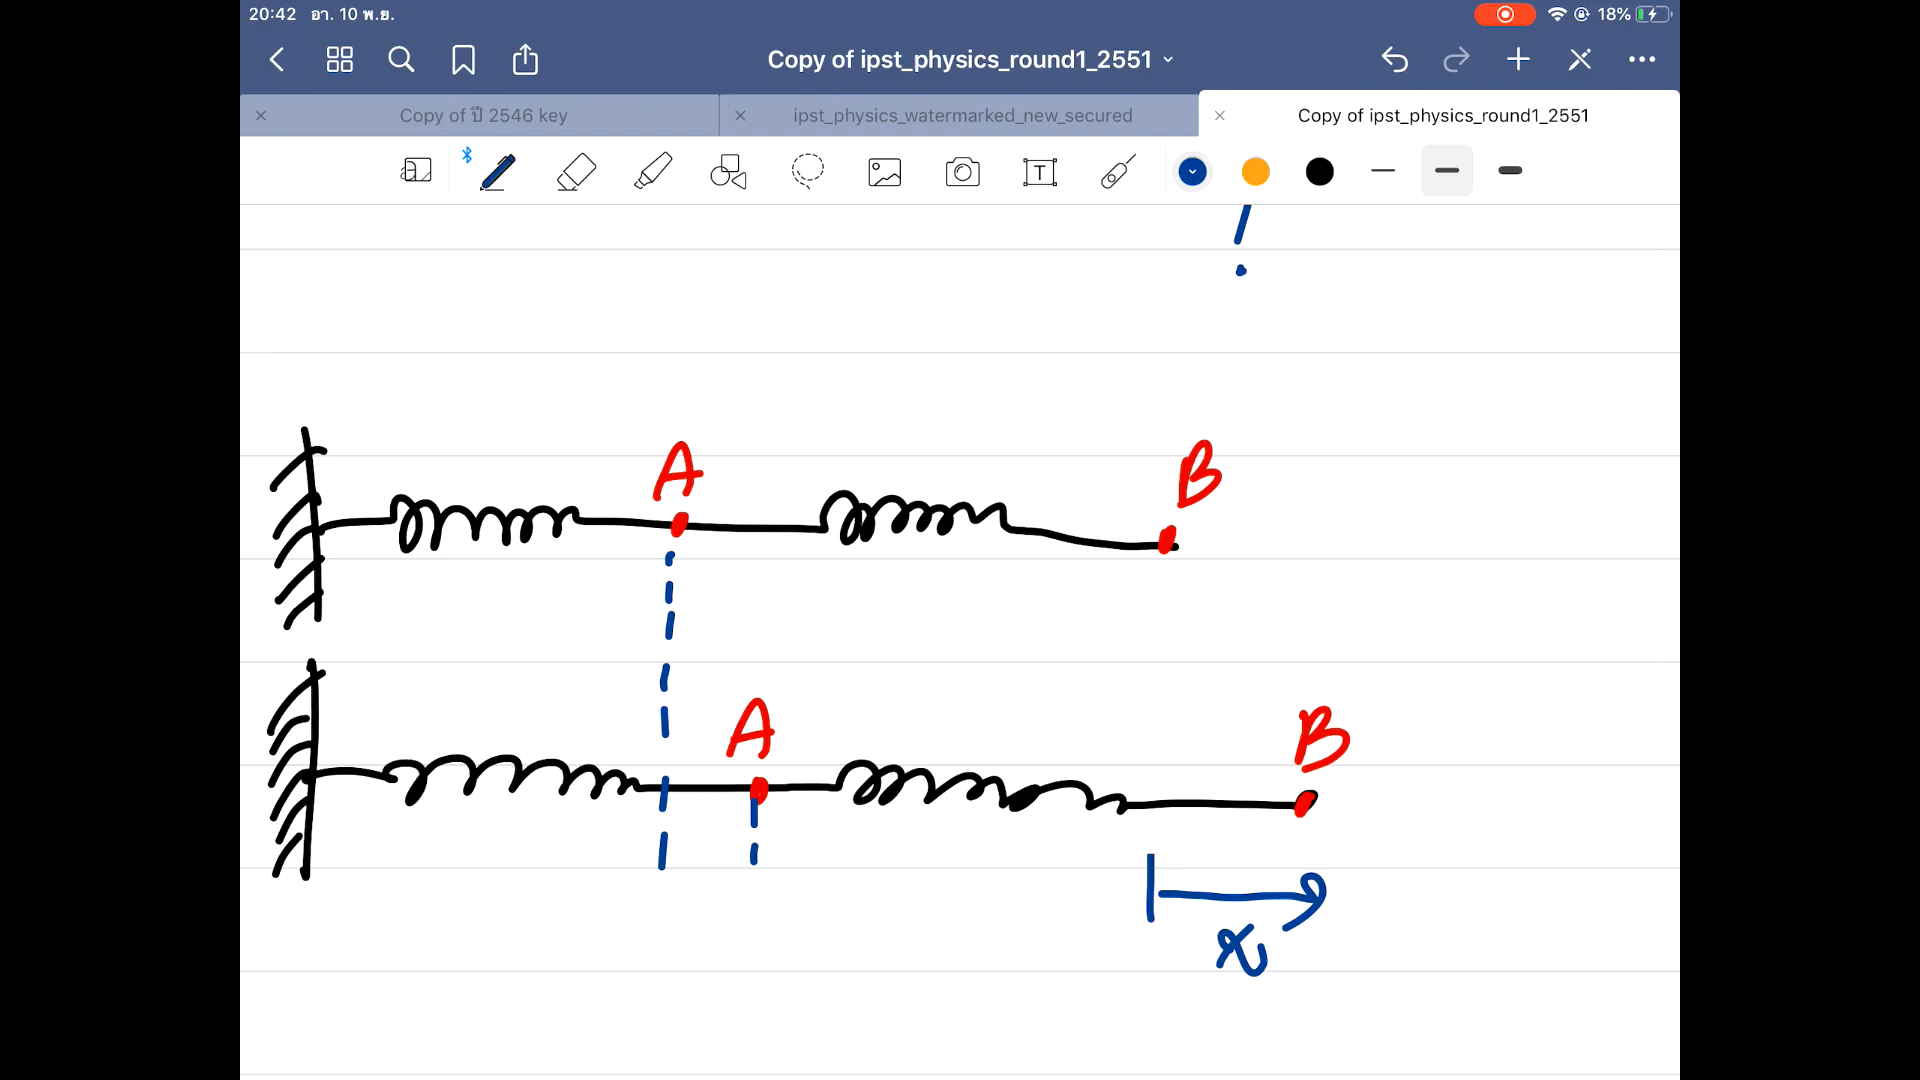 20:42 อา. 10 พ.ย.
18%
Copy of ipst_physics_round1_2551
Copy of ปี 2546 key
ipst_physics_watermarked_new_secured
Copy of ipst_physics_round1_2551
a
T
A
B
A
B
x